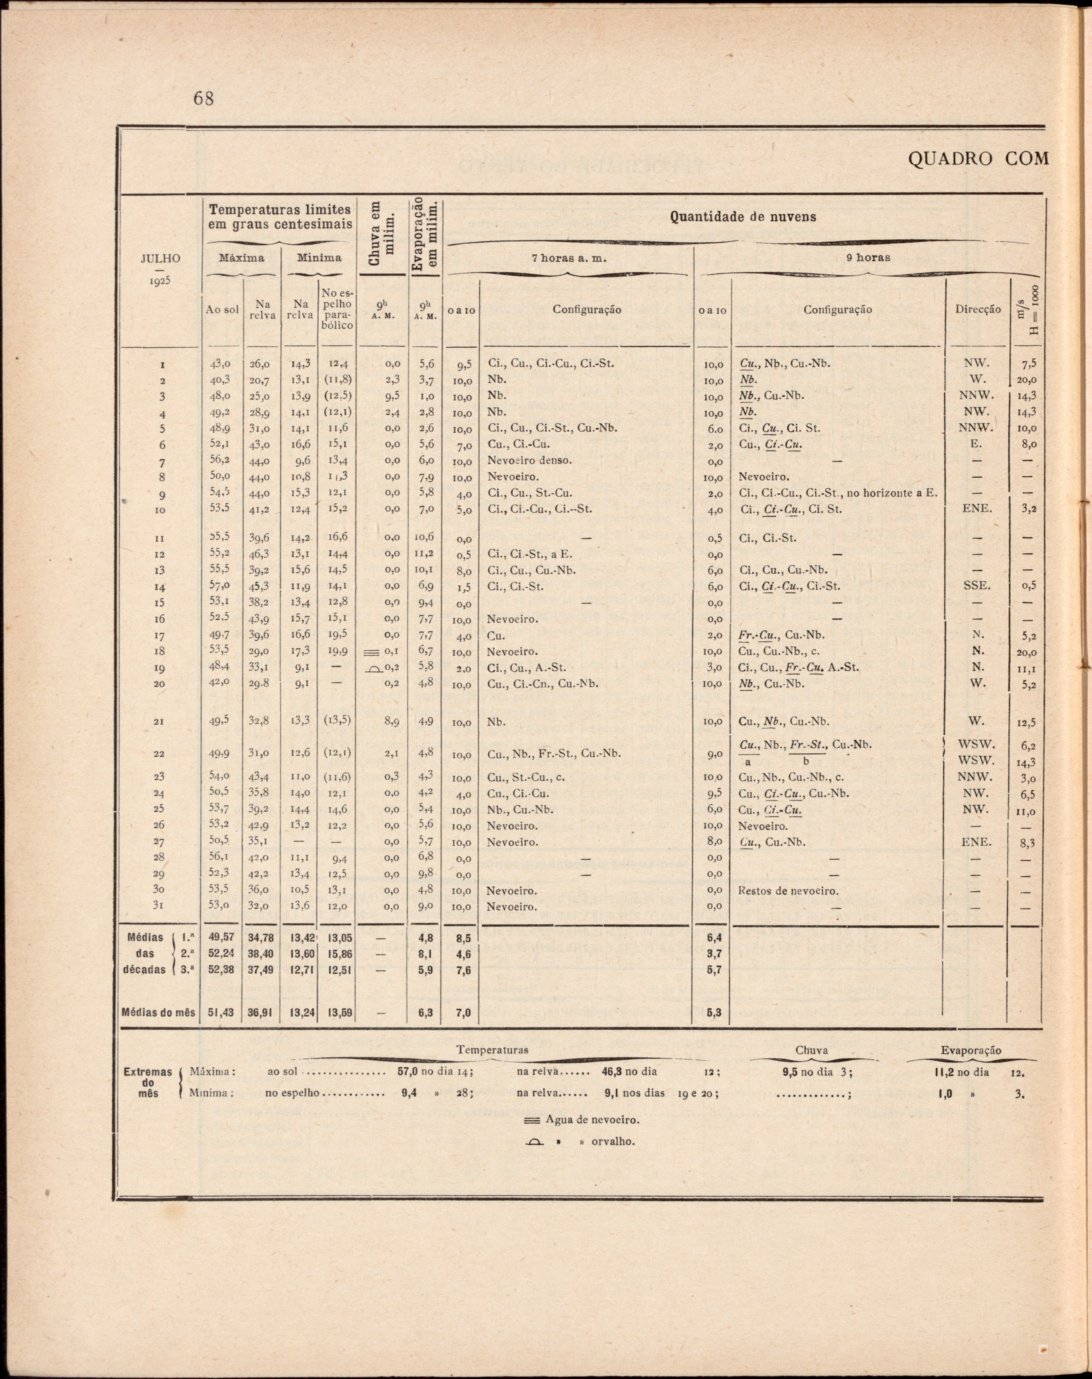 68
QUADRO COM
JULHO
—
1925
Temperaturas limites
em graus centesimais
Chuva em
milim.
Evaporação
em milim.
Quantidade de nuvens
Máxima Mínima 7 horas a. m. 9 horas
Ao sol Na relva Na relva No espelho parabólico 9h A. M. 9h A. M. 0 a 10 Configuração 0 a 10 Configuração Direcção m/s H = 1000
1 43,0 26,0 14,3 12,4 0,0 5,6 9,5 Ci., Cu., Ci.-Cu., Ci.-St. 10,0 Cu., Nb., Cu.-Nb. NW. 7,5
2 40,3 20,7 13,1 (11,8) 2,3 3,7 10,0 Nb. 10,0 Nb. W. 20,0
3 48,0 25,0 13,9 (12,5) 9,5 1,0 10,0 Nb. 10,0 Nb., Cu.-Nb. NNW. 14,3
4 49,2 28,9 14,1 (12,1) 2,4 2,8 10,0 Nb. 10,0 Nb. NW. 14,3
5 48,9 31,0 14,1 11,6 0,0 2,6 10,0 Ci., Cu., Ci.-St., Cu.-Nb. 6.0 Ci., Cu., Ci. St. NNW. 10,0
6 52,1 43,0 16,6 15,1 0,0 5,6 7,0 Cu., Ci.-Cu. 2,0 Cu., Ci.-Cu. E. 8,0
7 56,2 44,0 9,6 13,4 0,0 6,0 10,0 Nevoeiro denso. 0,0 — — —
8 50,0 44,0 10,8 11,3 0,0 7,9 10,0 Nevoeiro. 10,0 Nevoeiro. — —
9 54,5 44,0 15,3 12,1 0,0 5,8 4,0 Ci., Cu., St.-Cu. 2,0 Ci., Ci.-Cu., Ci.-St., no horizonte a E. — —
10 53,5 41,2 12,4 15,2 0,0 7,0 5,0 Ci., Ci.-Cu., Ci.-St. 4,0 Ci., Ci.-Cu., Ci. St. ENE. 3,2
11 55,5 39,6 14,2 16,6 0,0 10,6 0,0 — 0,5 Ci., Ci.-St. — —
12 55,2 46,3 13,1 14,4 0,0 11,2 0,5 Ci., Ci.-St., a E. 0,0 — — —
13 55,5 39,2 15,6 14,5 0,0 10,1 8,0 Ci., Cu., Cu.-Nb. 6,0 Ci., Cu., Cu.-Nb. — —
14 57,0 45,3 11,9 14,1 0,0 6,9 1,5 Ci., Ci.-St. 6,0 Ci., Ci.-Cu., Ci.-St. SSE. 0,5
15 53,1 38,2 13,4 12,8 0,0 9,4 0,0 — 0,0 — — —
16 52,5 43,9 15,7 15,1 0,0 7,7 10,0 Nevoeiro. 0,0 — — —
17 49,7 39,6 16,6 19,5 0,0 7,7 4,0 Cu. 2,0 Fr.-Cu., Cu.-Nb. N. 5,2
18 53,5 29,0 17,3 19,9 ≡ 0,1 6,7 10,0 Nevoeiro. 10,0 Cu., Cu.-Nb., c. N. 20,0
19 48,4 33,1 9,1 — ⌓ 0,2 5,8 2,0 Ci., Cu., A.-St. 3,0 Ci., Cu., Fr.-Cu. A.-St. N. 11,1
20 42,0 29,8 9,1 — 0,2 4,8 10,0 Cu., Ci.-Cn., Cu.-Nb. 10,0 Nb., Cu.-Nb. W. 5,2
21 49,5 32,8 13,3 (13,5) 8,9 4,9 10,0 Nb. 10,0 Cu., Nb., Cu.-Nb. W. 12,5
22 49,9 31,0 12,6 (12,1) 2,1 4,8 10,0 Cu., Nb., Fr.-St., Cu.-Nb. 9,0 Cu., Nb., Fr.-St., Cu.-Nb. WSW. 6,2
a b WSW. 14,3
23 54,0 43,4 11,0 (11,6) 0,3 4,3 10,0 Cu., St.-Cu., c. 10,0 Cu., Nb., Cu.-Nb., c. NNW. 3,0
24 50,5 35,8 14,0 12,1 0,0 4,2 4,0 Cu., Ci.-Cu. 9,5 Cu., Ci.-Cu., Cu.-Nb. NW. 6,5
25 53,7 39,2 14,4 14,6 0,0 5,4 10,0 Nb., Cu.-Nb. 6,0 Cu., Ci.-Cu. NW. 11,0
26 53,2 42,9 13,2 12,2 0,0 5,6 10,0 Nevoeiro. 10,0 Nevoeiro. — —
27 50,5 35,1 — — 0,0 5,7 10,0 Nevoeiro. 8,0 Cu., Cu.-Nb. ENE. 8,3
28 56,1 42,0 11,1 9,4 0,0 6,8 0,0 — 0,0 — — —
29 52,3 42,2 13,4 12,5 0,0 9,8 0,0 — 0,0 — — —
30 53,5 36,0 10,5 13,1 0,0 4,8 10,0 Nevoeiro. 0,0 Restos de nevoeiro. — —
31 53,0 32,0 13,6 12,0 0,0 9,0 10,0 Nevoeiro. 0,0 — — —
Médias 1.ª 49,57 34,78 13,42 13,05 — 4,8 8,5 6,4
das 2.ª 52,24 38,40 13,60 15,86 — 8,1 4,6 3,7
décadas 3.ª 52,38 37,49 12,71 12,51 — 5,9 7,6 5,7
Médias do mês 51,43 36,91 13,24 13,59 — 6,3 7,0 5,3
Temperaturas Chuva Evaporação
Extremas do mês
Máxima: ao sol ............... 57,0 no dia 14; na relva...... 46,3 no dia 12; 9,5 no dia 3; 11,2 no dia 12.
Mínima: no espelho............ 9,4 » 28; na relva...... 9,1 nos dias 19 e 20; .............; 1,0 » 3.
≡ Agua de nevoeiro.
⌓ » » orvalho.